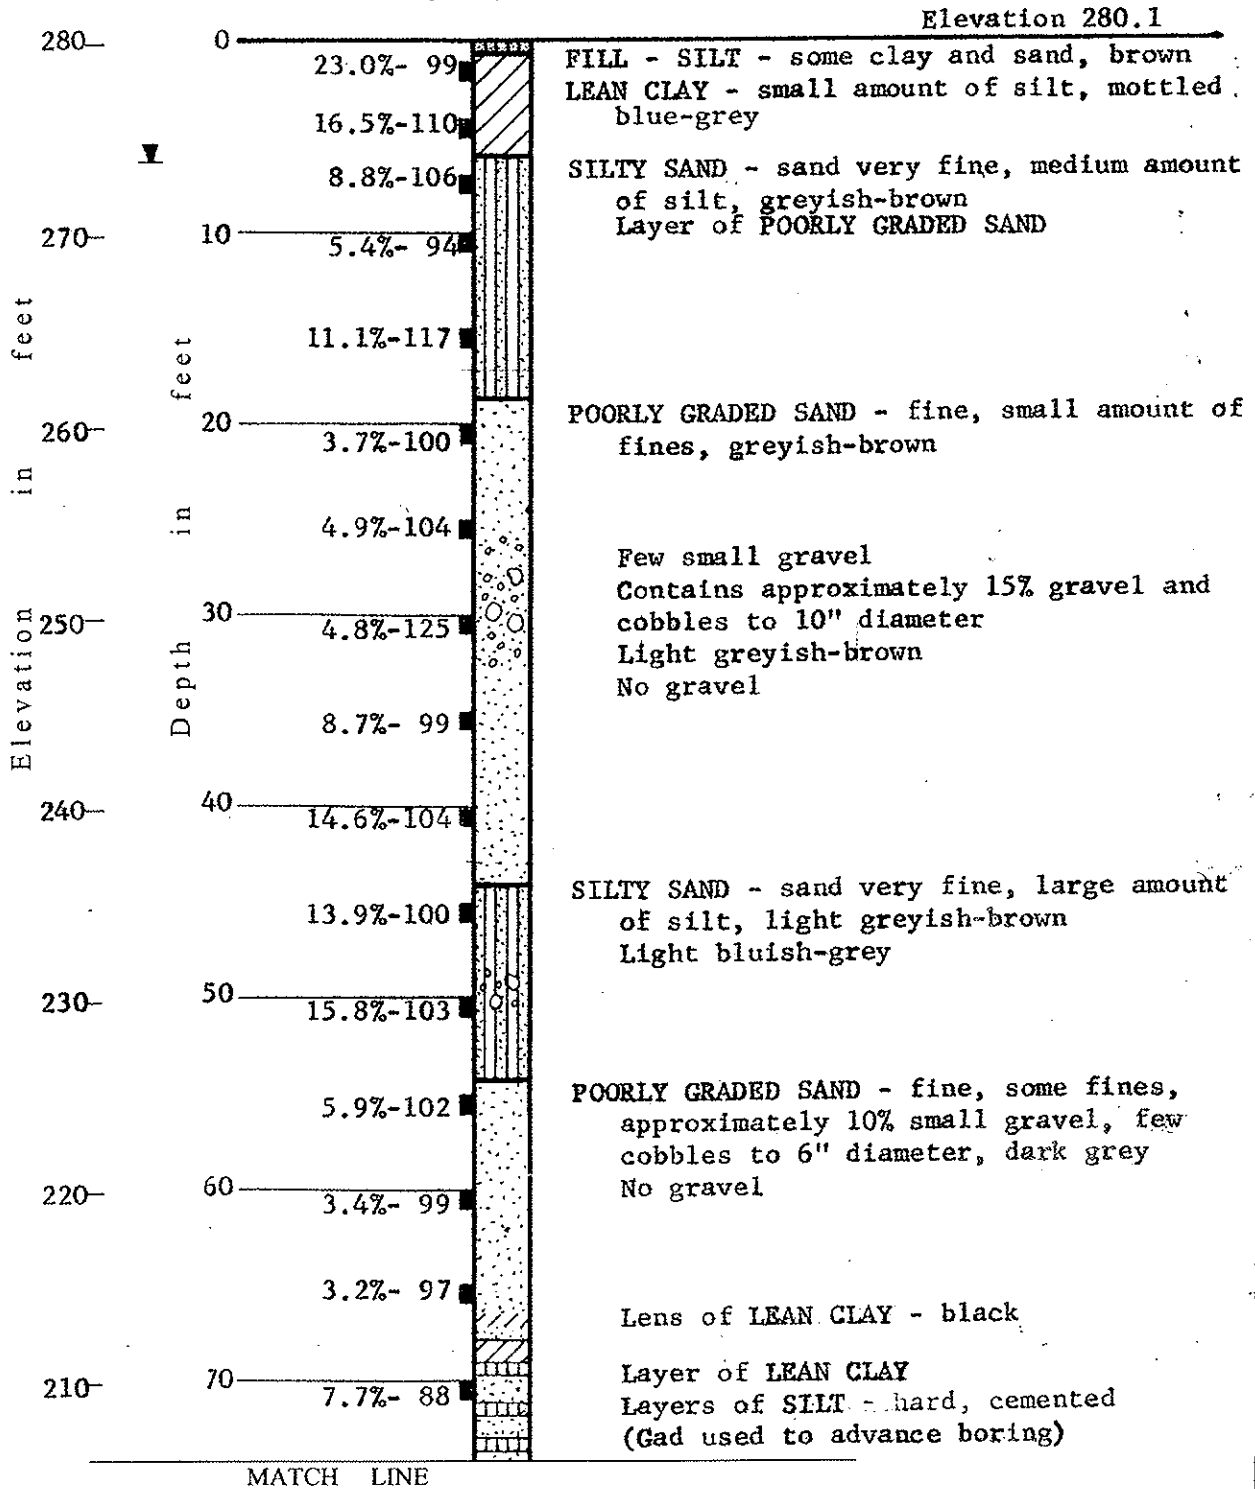 Elevation 280.1
280 0
FILL - SILT - some clay and sand, brown
23.0%- 99
LEAN CLAY - small amount of silt, mottled
blue-grey
16.5%-110
SILTY SAND - sand very fine, medium amount
8.8%-106
of silt, greyish-brown
Layer of POORLY GRADED SAND
270 10
5.4%- 94
11.1%-117
POORLY GRADED SAND - fine, small amount of
260 20
3.7%-100
fines, greyish-brown
4.9%-104
Few small gravel
Contains approximately 15% gravel and
250 30
cobbles to 10" diameter
4.8%-125
Light greyish-brown
No gravel
8.7%- 99
240 40
14.6%-104
SILTY SAND - sand very fine, large amount
13.9%-100
of silt, light greyish-brown
Light bluish-grey
230 50
15.8%-103
POORLY GRADED SAND - fine, some fines,
5.9%-102
approximately 10% small gravel, few
cobbles to 6" diameter, dark grey
220 60
No gravel
3.4%- 99
3.2%- 97
Lens of LEAN CLAY - black
Layer of LEAN CLAY
210 70
7.7%- 88
Layers of SILT - hard, cemented
(Gad used to advance boring)
MATCH LINE
Elevation in feet
Depth in feet